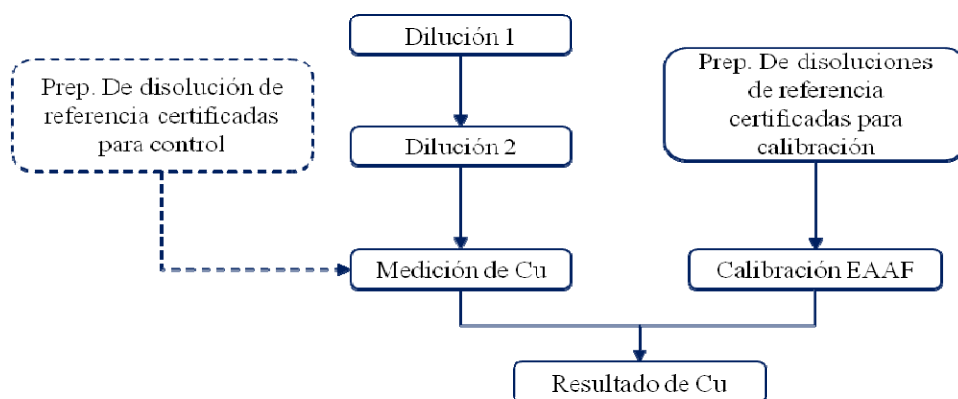 Dilución 1
Prep. De disolución de
referencia certificadas
para control
Prep. De disoluciones
de referencia
certificadas para
calibración
Dilución 2
Medición de Cu
Calibración EAAF
Resultado de Cu